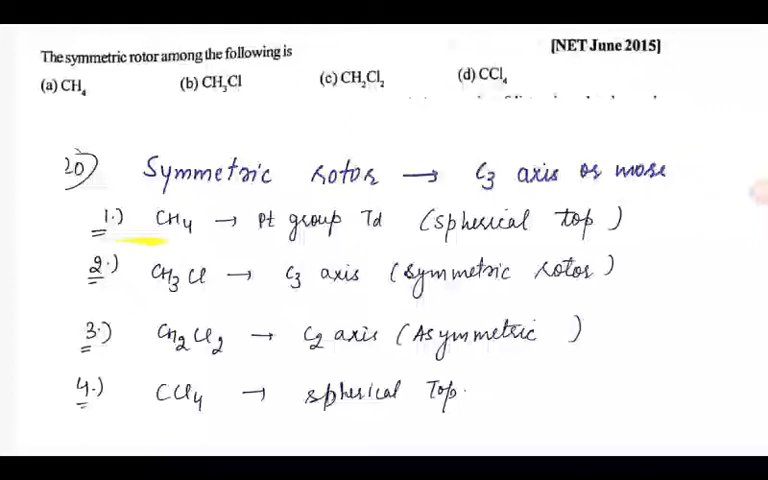 The symmetric rotor among the following is [NET June 2015]
(a) CH₄ (b) CH₃Cl (c) CH₂Cl₂ (d) CCl₄
20) Symmetric rotor → C₃ axis or more
1.) CH₄ → Pt group Td (spherical top)
2.) CH₃Cl → C₃ axis (symmetric rotor)
3.) CH₂Cl₂ → C₂ axis (Asymmetric)
4.) CCl₄ → spherical Top.